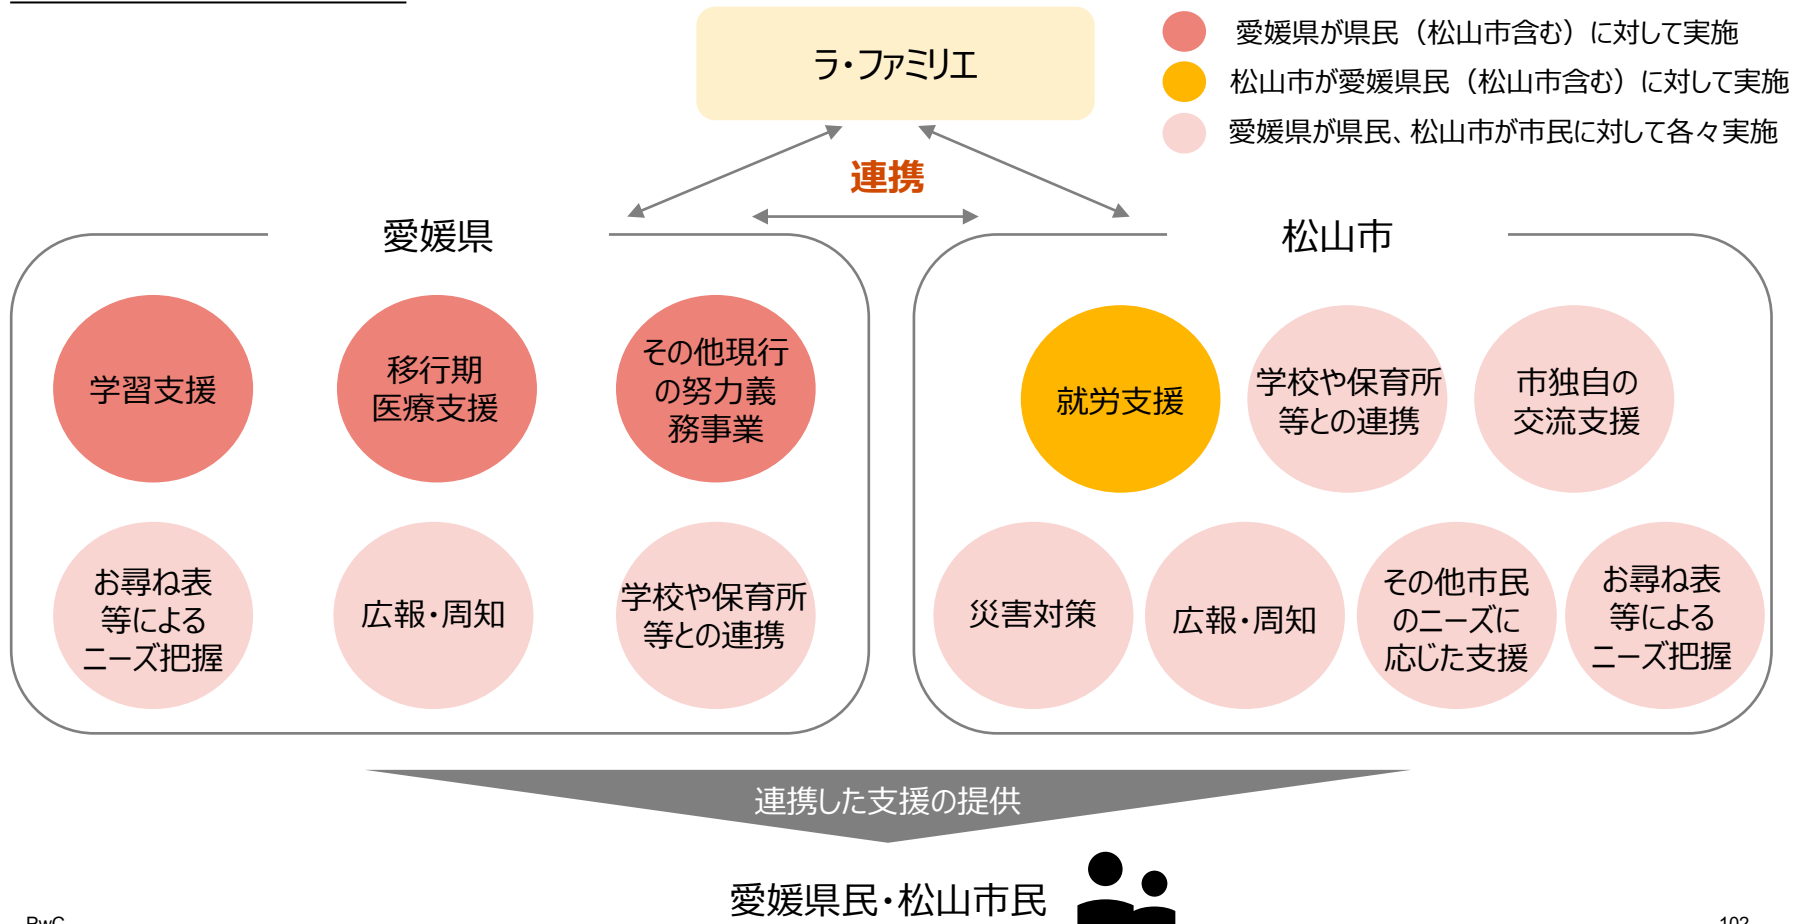 ラ・ファミリエ
愛媛県が県民（松山市含む）に対して実施
松山市が愛媛県民（松山市含む）に対して実施
愛媛県が県民、松山市が市民に対して各々実施
連携
愛媛県
学習支援
移行期
医療支援
その他現行
の努力義
務事業
お尋ね表
等による
ニーズ把握
広報・周知
学校や保育所
等との連携
松山市
就労支援
学校や保育所
等との連携
市独自の
交流支援
災害対策
広報・周知
その他市民
のニーズに
応じた支援
お尋ね表
等による
ニーズ把握
連携した支援の提供
愛媛県民・松山市民
PwC
102